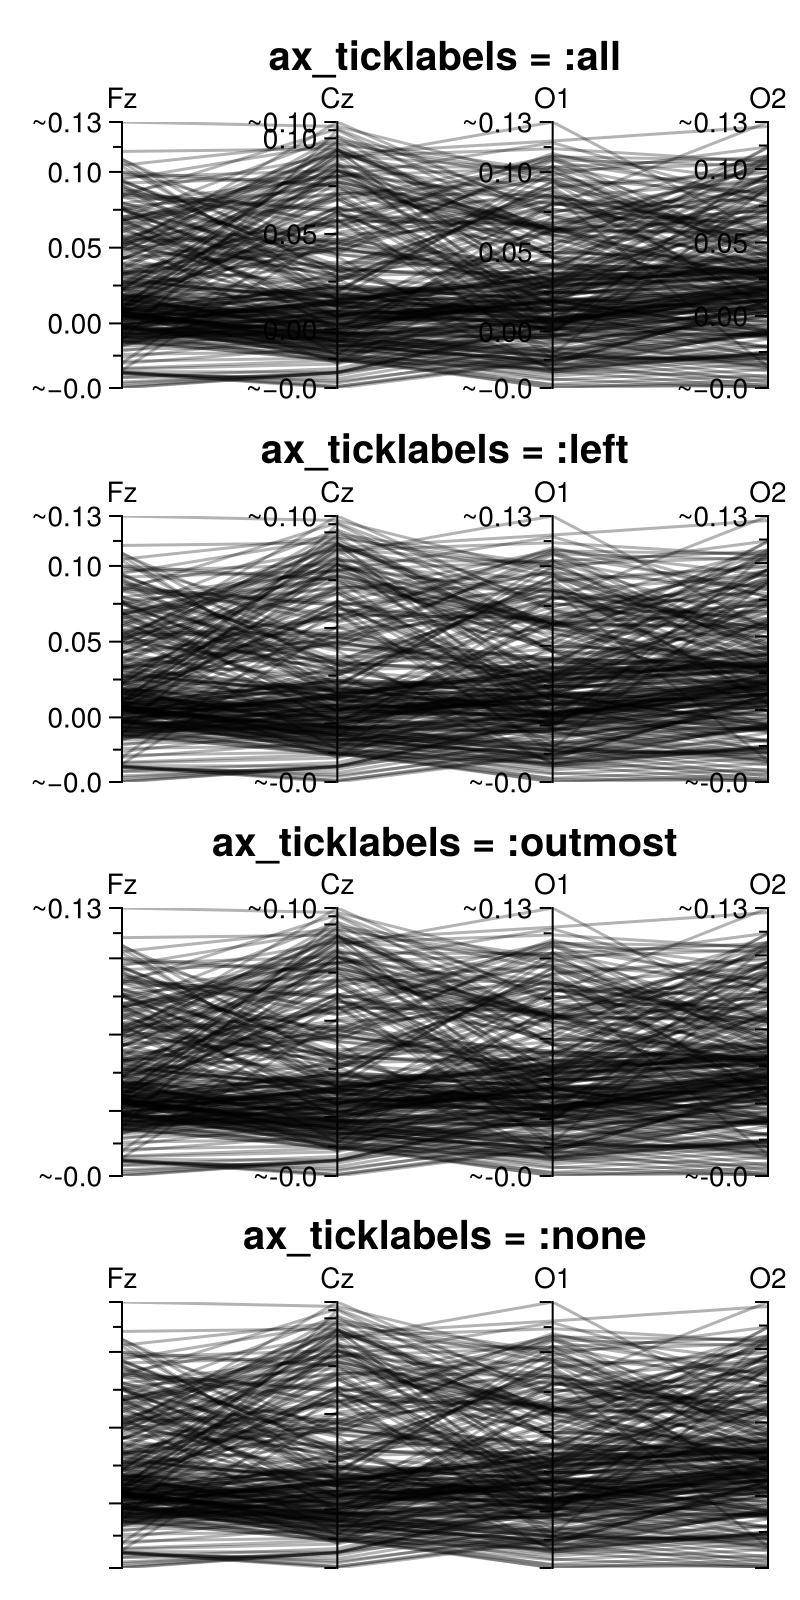 ax_ticklabels = :all
Fz Cz O1 O2
~0.13 ~0.10 ~0.13 ~0.13
0.10 0.10 0.10 0.10
0.05 0.05 0.05 0.05
0.00 0.00 0.00 0.00
~−0.0 ~-0.0 ~-0.0 ~-0.0
ax_ticklabels = :left
Fz Cz O1 O2
~0.13 ~0.10 ~0.13 ~0.13
0.10
0.05
0.00
~−0.0 ~-0.0 ~-0.0 ~-0.0
ax_ticklabels = :outmost
Fz Cz O1 O2
~0.13 ~0.10 ~0.13 ~0.13
~-0.0 ~-0.0 ~-0.0 ~-0.0
ax_ticklabels = :none
Fz Cz O1 O2